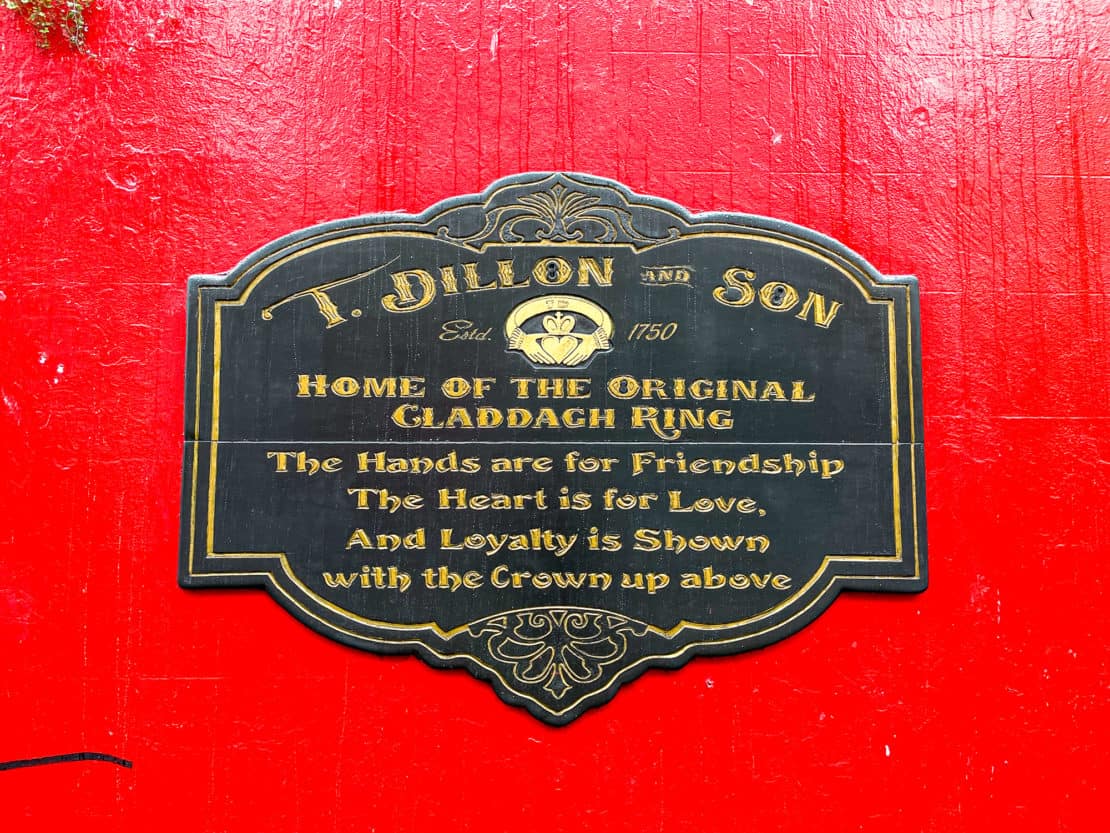 T. DILLON AND SON
Estd. 1750
HOME OF THE ORIGINAL
CLADDAGH RING
The Hands are for Friendship
The Heart is for Love,
And Loyalty is Shown
with the Crown up above